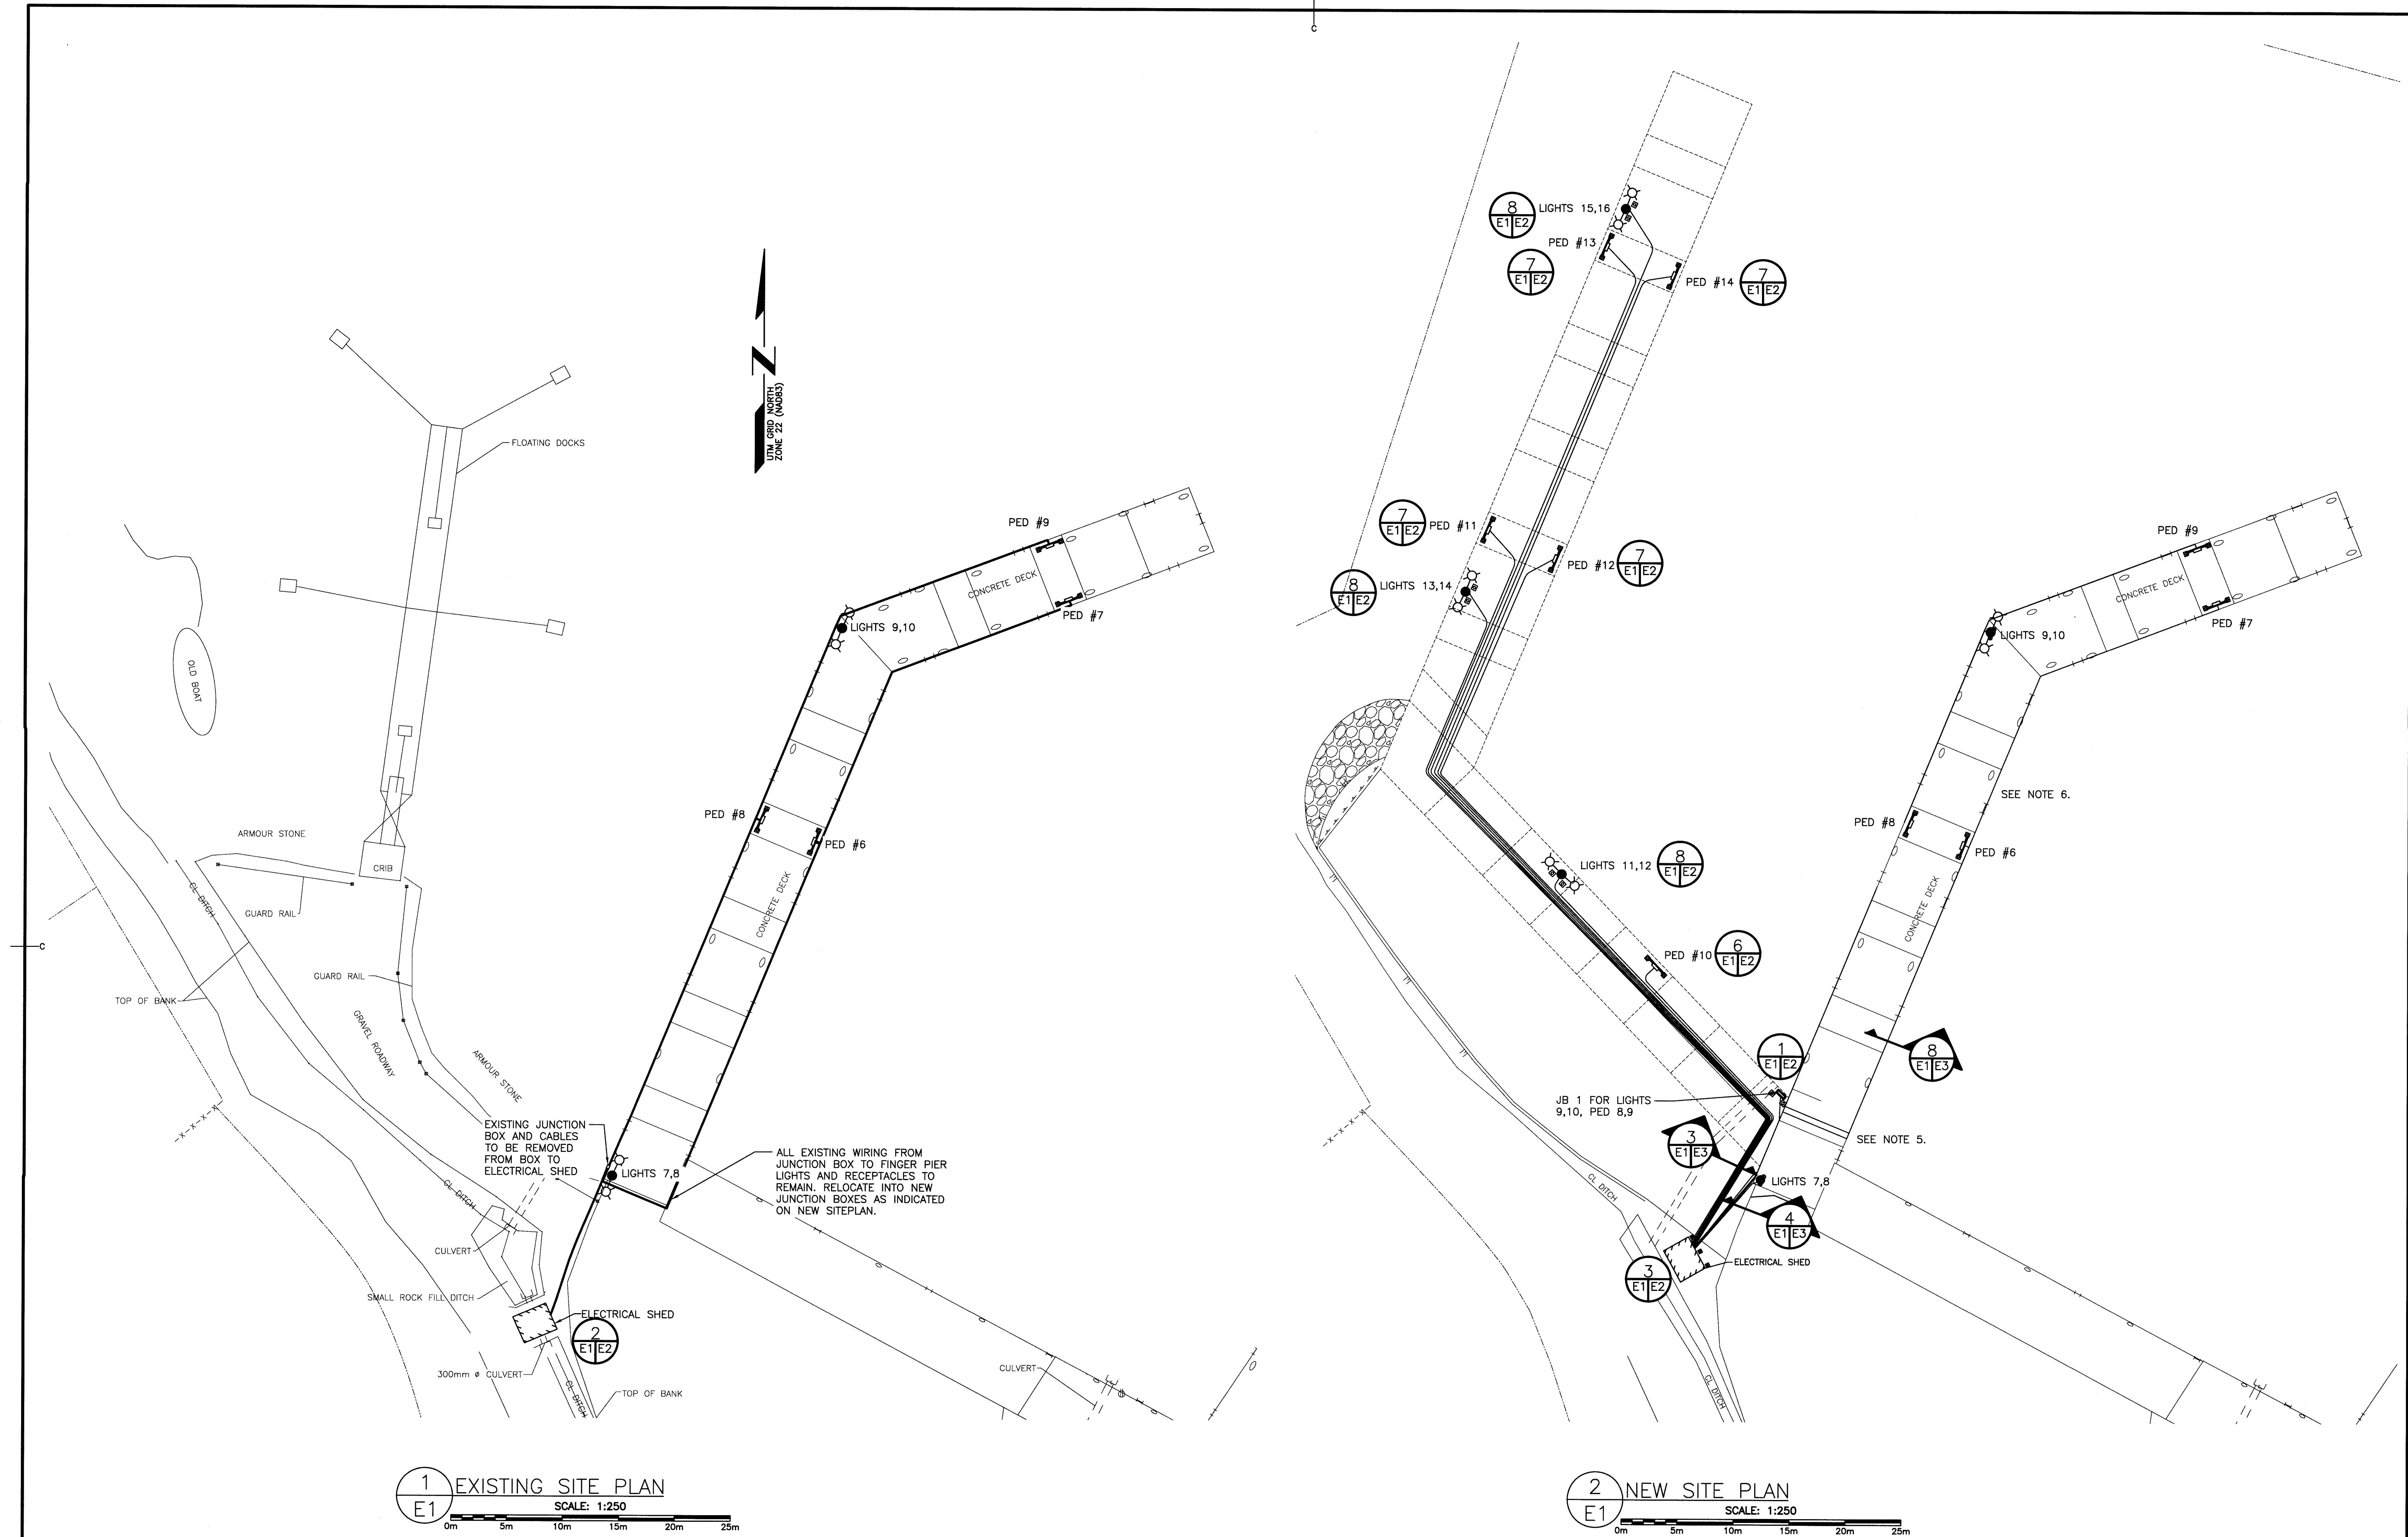 C
C
UTM GRID NORTH
ZONE 22 (NAD83)
N
FLOATING DOCKS
OLD BOAT
ARMOUR STONE
CRIB
GUARD RAIL
CL DITCH
GUARD RAIL
TOP OF BANK
GRAVEL ROADWAY
ARMOUR STONE
PED #9
CONCRETE DECK
PED #7
LIGHTS 9,10
PED #8
PED #6
CONCRETE DECK
EXISTING JUNCTION
BOX AND CABLES
TO BE REMOVED
FROM BOX TO
ELECTRICAL SHED
LIGHTS 7,8
ALL EXISTING WIRING FROM
JUNCTION BOX TO FINGER PIER
LIGHTS AND RECEPTACLES TO
REMAIN. RELOCATE INTO NEW
JUNCTION BOXES AS INDICATED
ON NEW SITEPLAN.
CL DITCH
CULVERT
SMALL ROCK FILL DITCH
ELECTRICAL SHED
2
E1 E2
300mm ø CULVERT
CL DITCH
TOP OF BANK
CULVERT
1
E1
EXISTING SITE PLAN
SCALE: 1:250
0m 5m 10m 15m 20m 25m
8
E1 E2
LIGHTS 15,16
PED #13
7
E1 E2
PED #14
7
E1 E2
7
E1 E2
PED #11
PED #12
7
E1 E2
8
E1 E2
LIGHTS 13,14
PED #9
CONCRETE DECK
PED #7
LIGHTS 9,10
SEE NOTE 6.
PED #8
PED #6
CONCRETE DECK
LIGHTS 11,12
8
E1 E2
PED #10
6
E1 E2
1
E1 E2
8
E1 E3
JB 1 FOR LIGHTS
9,10, PED 8,9
SEE NOTE 5.
3
E1 E3
LIGHTS 7,8
4
E1 E3
CL DITCH
3
E1 E2
ELECTRICAL SHED
CL DITCH
2
E1
NEW SITE PLAN
SCALE: 1:250
0m 5m 10m 15m 20m 25m